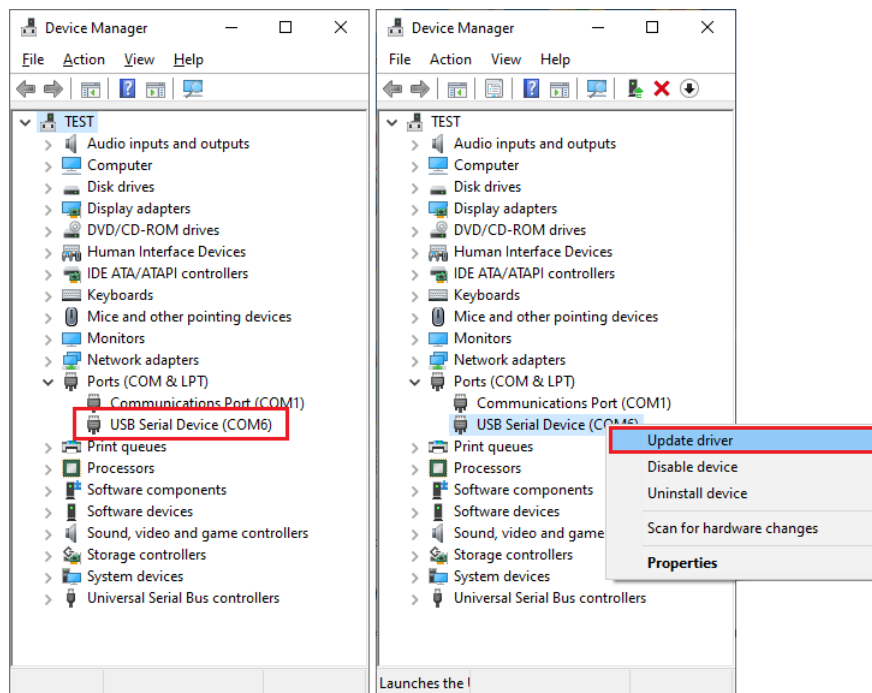 Device Manager
File Action View Help
TEST
Audio inputs and outputs
Computer
Disk drives
Display adapters
DVD/CD-ROM drives
Human Interface Devices
IDE ATA/ATAPI controllers
Keyboards
Mice and other pointing devices
Monitors
Network adapters
Ports (COM & LPT)
Communications Port (COM1)
USB Serial Device (COM6)
Print queues
Processors
Software components
Software devices
Sound, video and game controllers
Storage controllers
System devices
Universal Serial Bus controllers
Device Manager
File Action View Help
TEST
Audio inputs and outputs
Computer
Disk drives
Display adapters
DVD/CD-ROM drives
Human Interface Devices
IDE ATA/ATAPI controllers
Keyboards
Mice and other pointing devices
Monitors
Network adapters
Ports (COM & LPT)
Communications Port (COM1)
USB Serial Device (COM6)
Print queues
Processors
Software components
Software devices
Sound, video and game
Storage controllers
System devices
Universal Serial Bus controllers
Update driver
Disable device
Uninstall device
Scan for hardware changes
Properties
Launches the